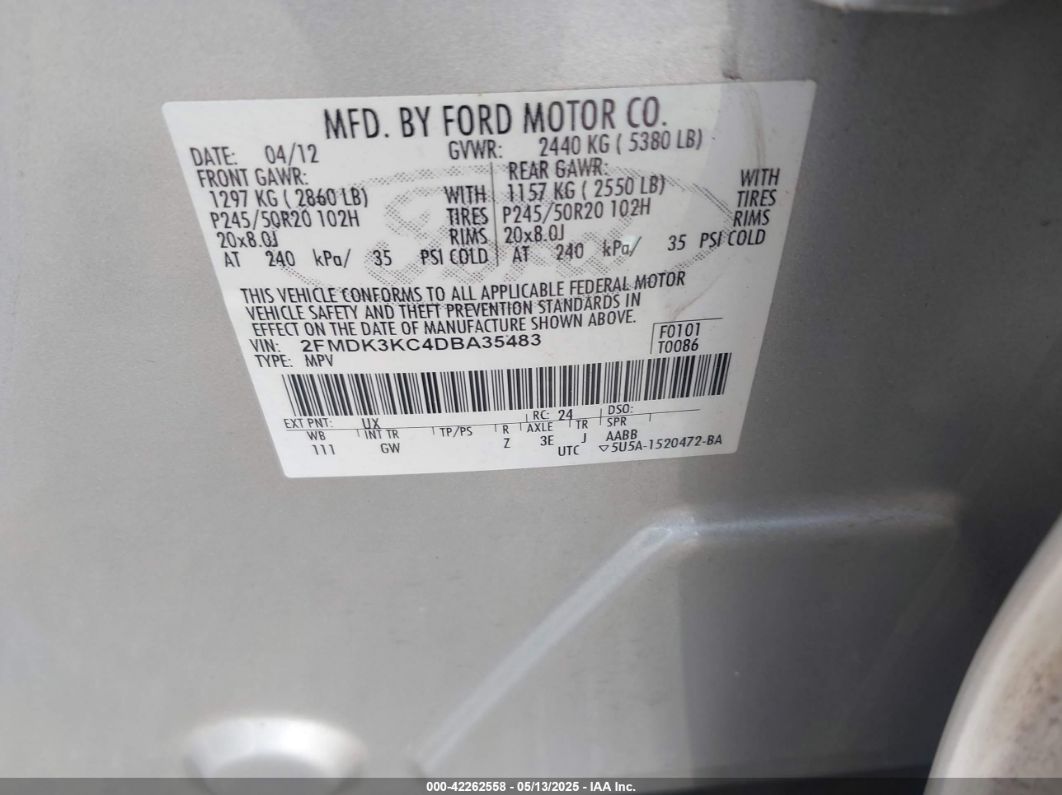 MFD. BY FORD MOTOR CO.
DATE: 04/12 GVWR: 2440 KG ( 5380 LB)
FRONT GAWR: REAR GAWR:
1297 KG ( 2860 LB) WITH 1157 KG ( 2550 LB) WITH
P245/50R20 102H TIRES P245/50R20 102H TIRES
20x8.0J RIMS 20x8.0J RIMS
AT 240 kPa/ 35 PSI COLD AT 240 kPa/ 35 PSI COLD
THIS VEHICLE CONFORMS TO ALL APPLICABLE FEDERAL MOTOR
VEHICLE SAFETY AND THEFT PREVENTION STANDARDS IN
EFFECT ON THE DATE OF MANUFACTURE SHOWN ABOVE.
VIN: 2FMDK3KC4DBA35483 F0101
TYPE: MPV T0086
EXT PNT: UX RC: 24 DSO:
WB INT TR TP/PS R AXLE TR SPR
111 GW Z 3E J AABB
UTC ▽5U5A-1520472-BA
Ford
000-42262558 - 05/13/2025 - IAA Inc.